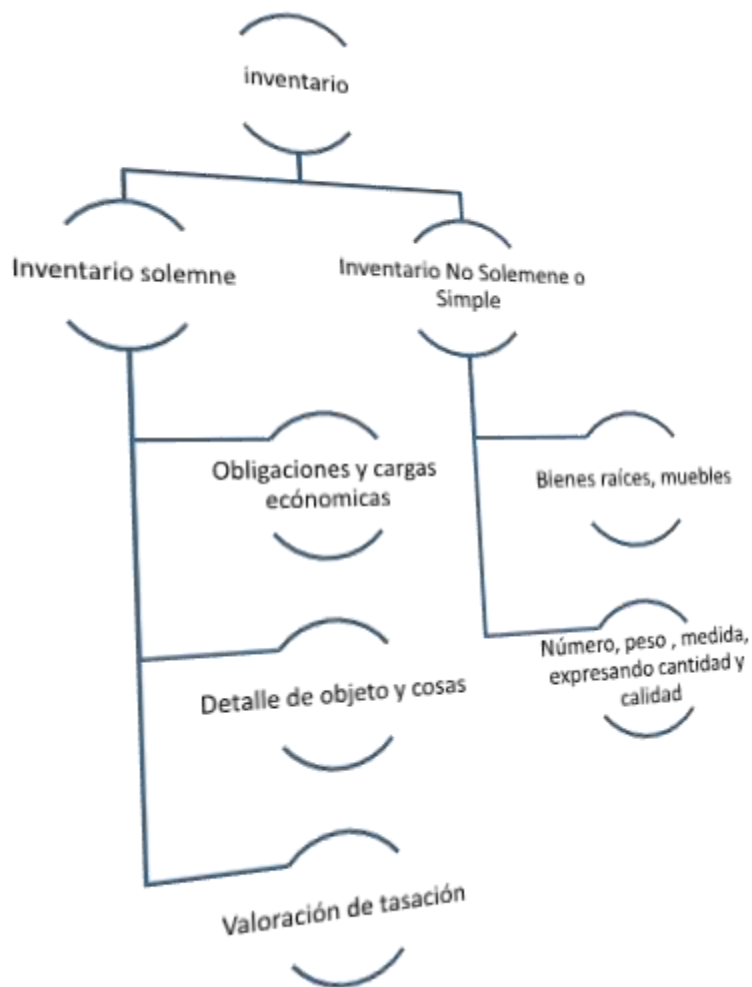 inventario
Inventario solemne
Inventario No Solemene o
Simple
Obligaciones y cargas
ecónomicas
Detalle de objeto y cosas
Valoración de tasación
Bienes raíces, muebles
Número, peso , medida,
expresando cantidad y
calidad